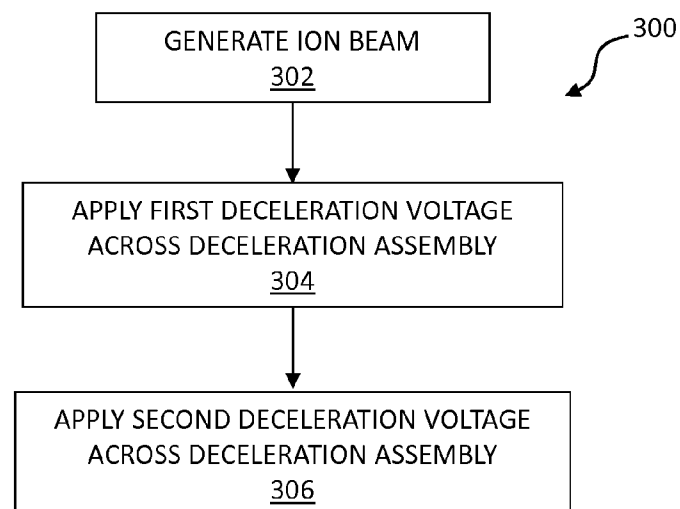 300
GENERATE ION BEAM
302
APPLY FIRST DECELERATION VOLTAGE
ACROSS DECELERATION ASSEMBLY
304
APPLY SECOND DECELERATION VOLTAGE
ACROSS DECELERATION ASSEMBLY
306